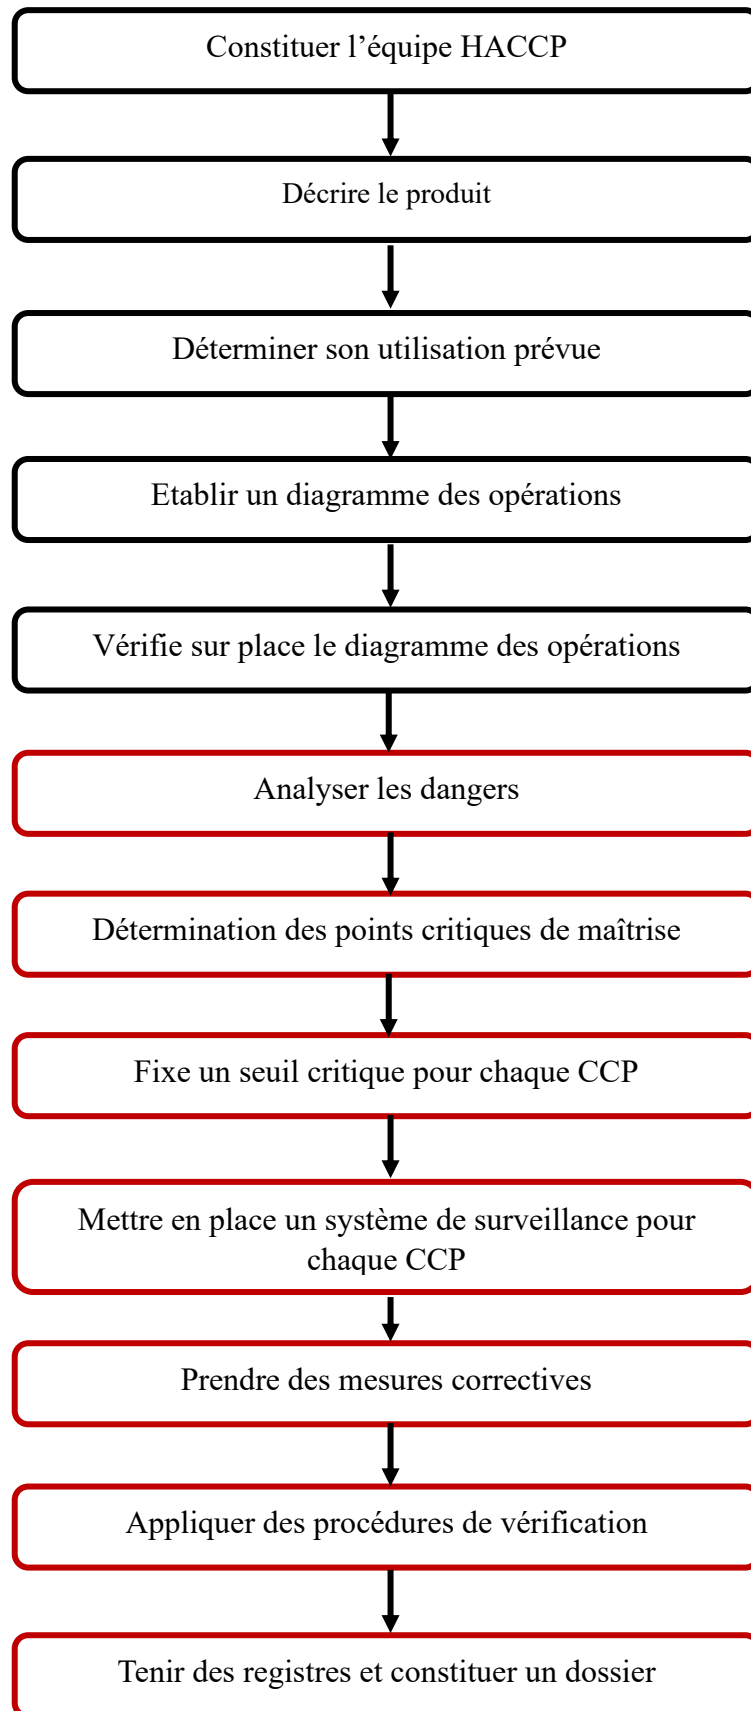 Constituer l’équipe HACCP
Décrire le produit
Déterminer son utilisation prévue
Etablir un diagramme des opérations
Vérifie sur place le diagramme des opérations
Analyser les dangers
Détermination des points critiques de maîtrise
Fixe un seuil critique pour chaque CCP
Mettre en place un système de surveillance pour
chaque CCP
Prendre des mesures correctives
Appliquer des procédures de vérification
Tenir des registres et constituer un dossier